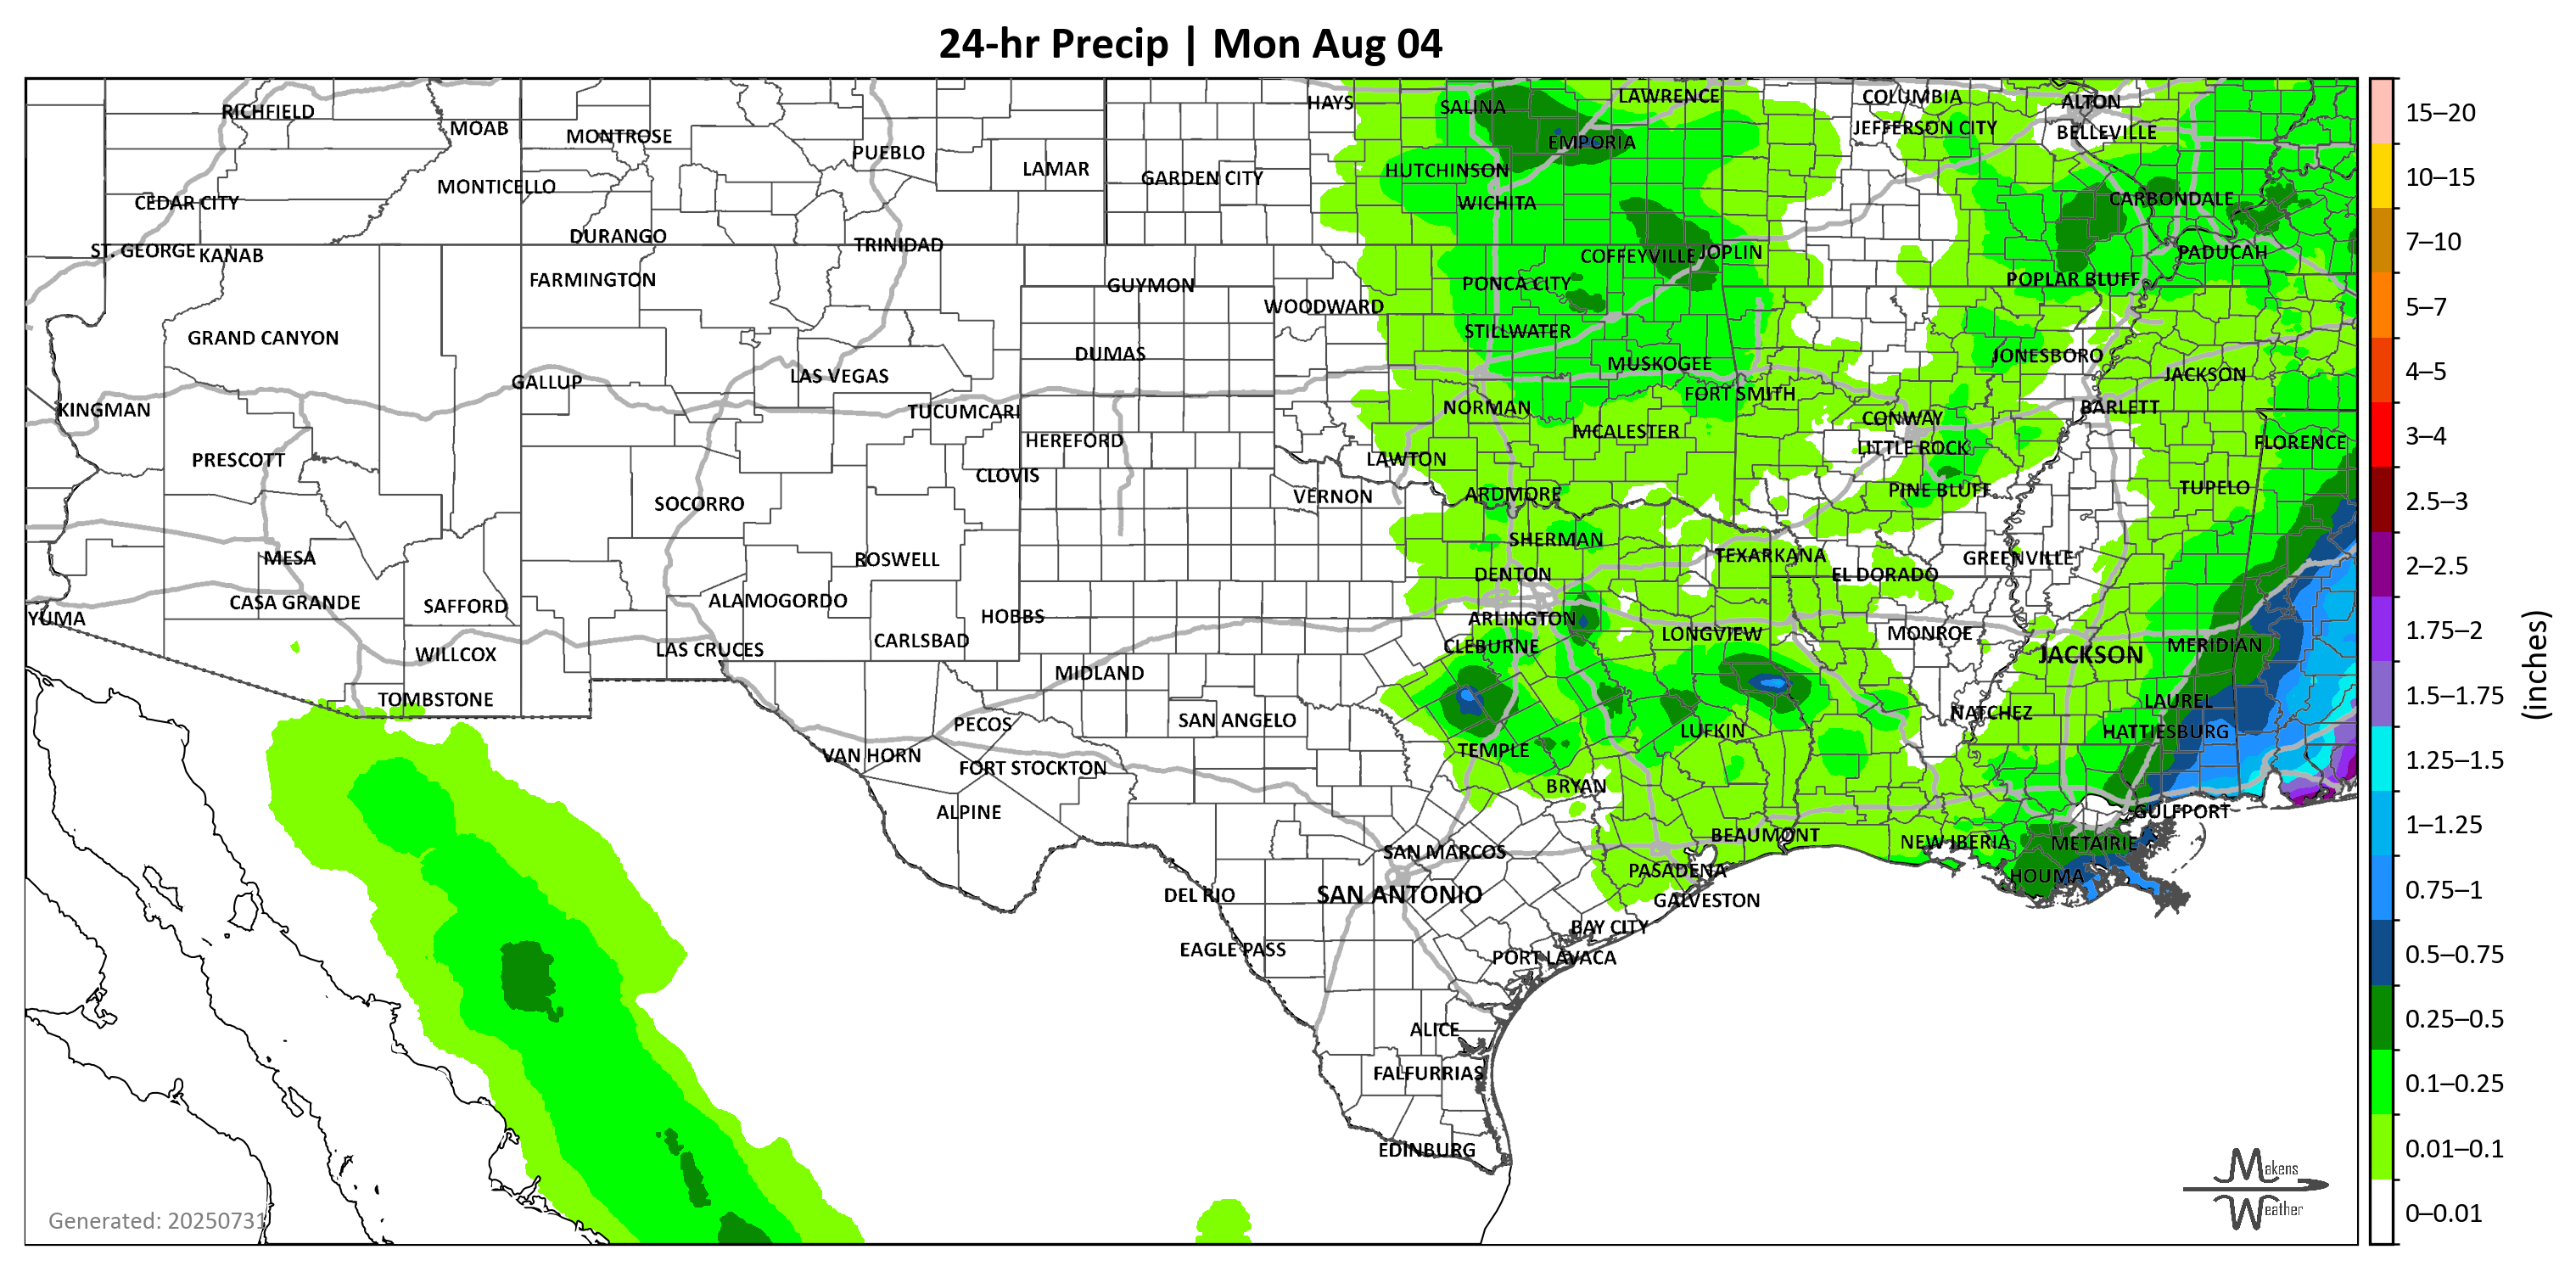 24-hr Precip | Mon Aug 04
RICHFIELD
MOAB
MONTROSE
PUEBLO
LAMAR
GARDEN CITY
HAYS
SALINA
LAWRENCE
COLUMBIA
ALTON
JEFFERSON CITY
BELLEVILLE
EMPORIA
HUTCHINSON
WICHITA
CEDAR CITY
MONTICELLO
CARBONDALE
ST. GEORGE
KANAB
DURANGO
TRINIDAD
COFFEYVILLE
JOPLIN
PADUCAH
FARMINGTON
GUYMON
PONCA CITY
POPLAR BLUFF
WOODWARD
GRAND CANYON
STILLWATER
DUMAS
JONESBORO
GALLUP
LAS VEGAS
MUSKOGEE
JACKSON
FORT SMITH
KINGMAN
TUCUMCARI
NORMAN
BARLETT
CONWAY
HEREFORD
MCALESTER
LITTLE ROCK
FLORENCE
PRESCOTT
CLOVIS
LAWTON
SOCORRO
VERNON
ARDMORE
PINE BLUFF
TUPELO
MESA
ROSWELL
SHERMAN
TEXARKANA
GREENVILLE
DENTON
EL DORADO
CASA GRANDE
SAFFORD
ALAMOGORDO
HOBBS
YUMA
ARLINGTON
CARLSBAD
LONGVIEW
MONROE
CLEBURNE
MERIDIAN
WILLCOX
LAS CRUCES
JACKSON
MIDLAND
TOMBSTONE
LAUREL
PECOS
SAN ANGELO
NATCHEZ
LUFKIN
HATTIESBURG
VAN HORN
TEMPLE
FORT STOCKTON
BRYAN
ALPINE
GULFPORT
BEAUMONT
NEW IBERIA
METAIRIE
SAN MARCOS
PASADENA
HOUMA
DEL RIO
SAN ANTONIO
GALVESTON
BAY CITY
EAGLE PASS
PORT LAVACA
ALICE
FALFURRIAS
EDINBURG
Generated: 20250731
Makens
Weather
15–20
10–15
7–10
5–7
4–5
3–4
2.5–3
2–2.5
1.75–2
1.5–1.75
1.25–1.5
1–1.25
0.75–1
0.5–0.75
0.25–0.5
0.1–0.25
0.01–0.1
0–0.01
(inches)